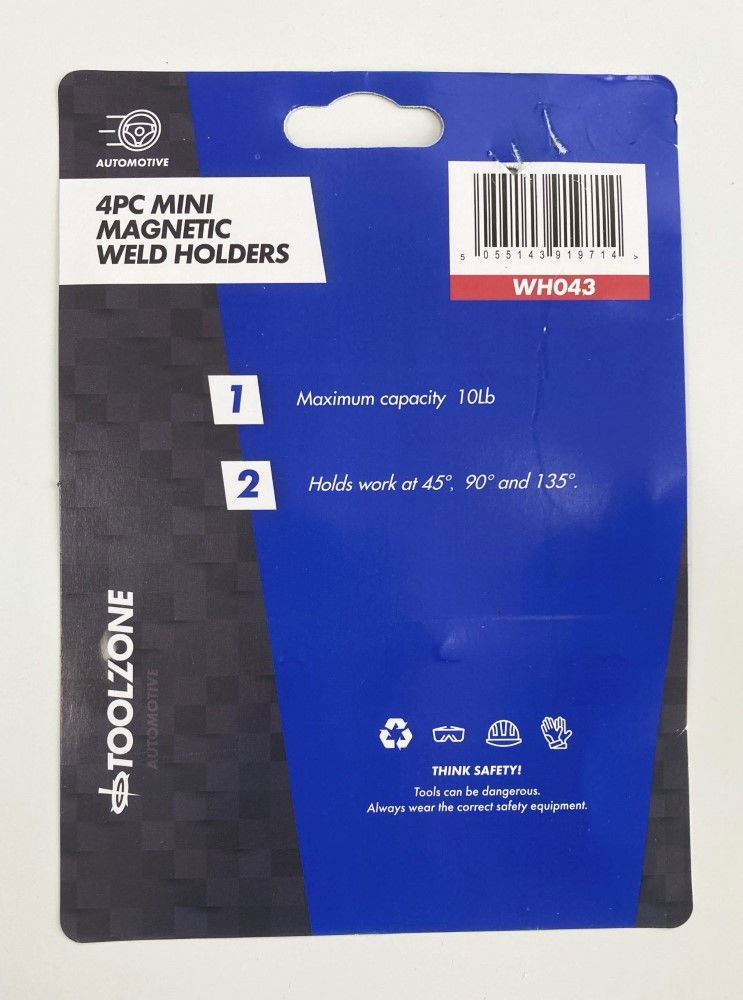 AUTOMOTIVE
4PC MINI
MAGNETIC
WELD HOLDERS
5 055143 919714 >
WH043
1 Maximum capacity 10Lb
2 Holds work at 45°, 90° and 135°.
TOOLZONE
AUTOMOTIVE
THINK SAFETY!
Tools can be dangerous.
Always wear the correct safety equipment.